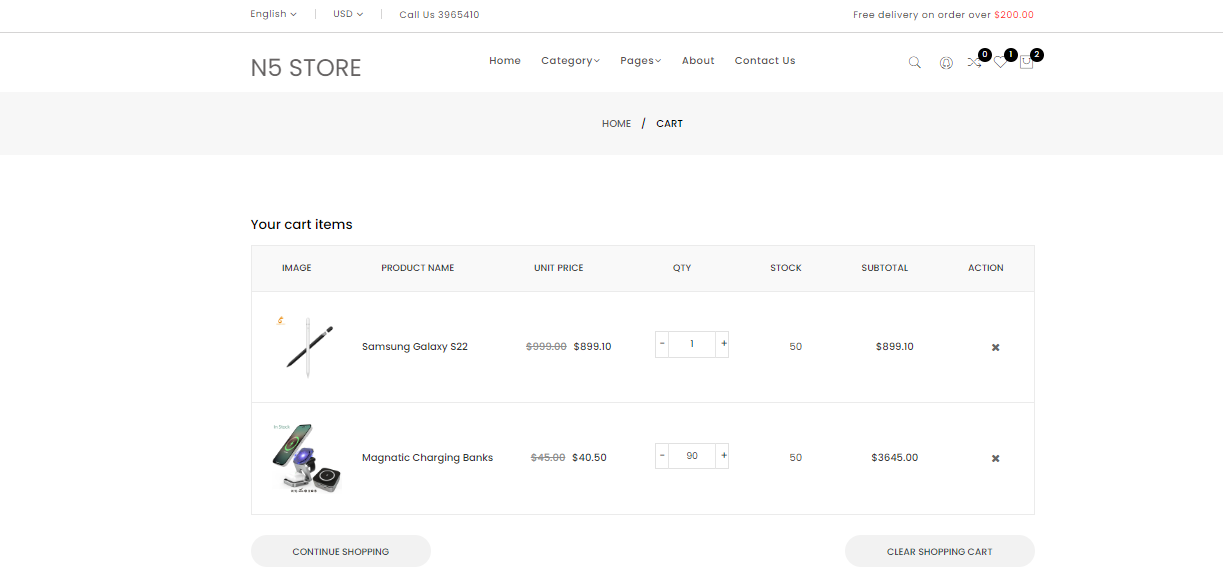 English USD Call Us 3965410 Free delivery on order over $200.00
N5 STORE Home Category Pages About Contact Us 0 1 2
HOME / CART
Your cart items
IMAGE PRODUCT NAME UNIT PRICE QTY STOCK SUBTOTAL ACTION
Samsung Galaxy S22 $999.00 $899.10 - 1 + 50 $899.10
In Stock
Magnatic Charging Banks $45.00 $40.50 - 90 + 50 $3645.00
CONTINUE SHOPPING CLEAR SHOPPING CART